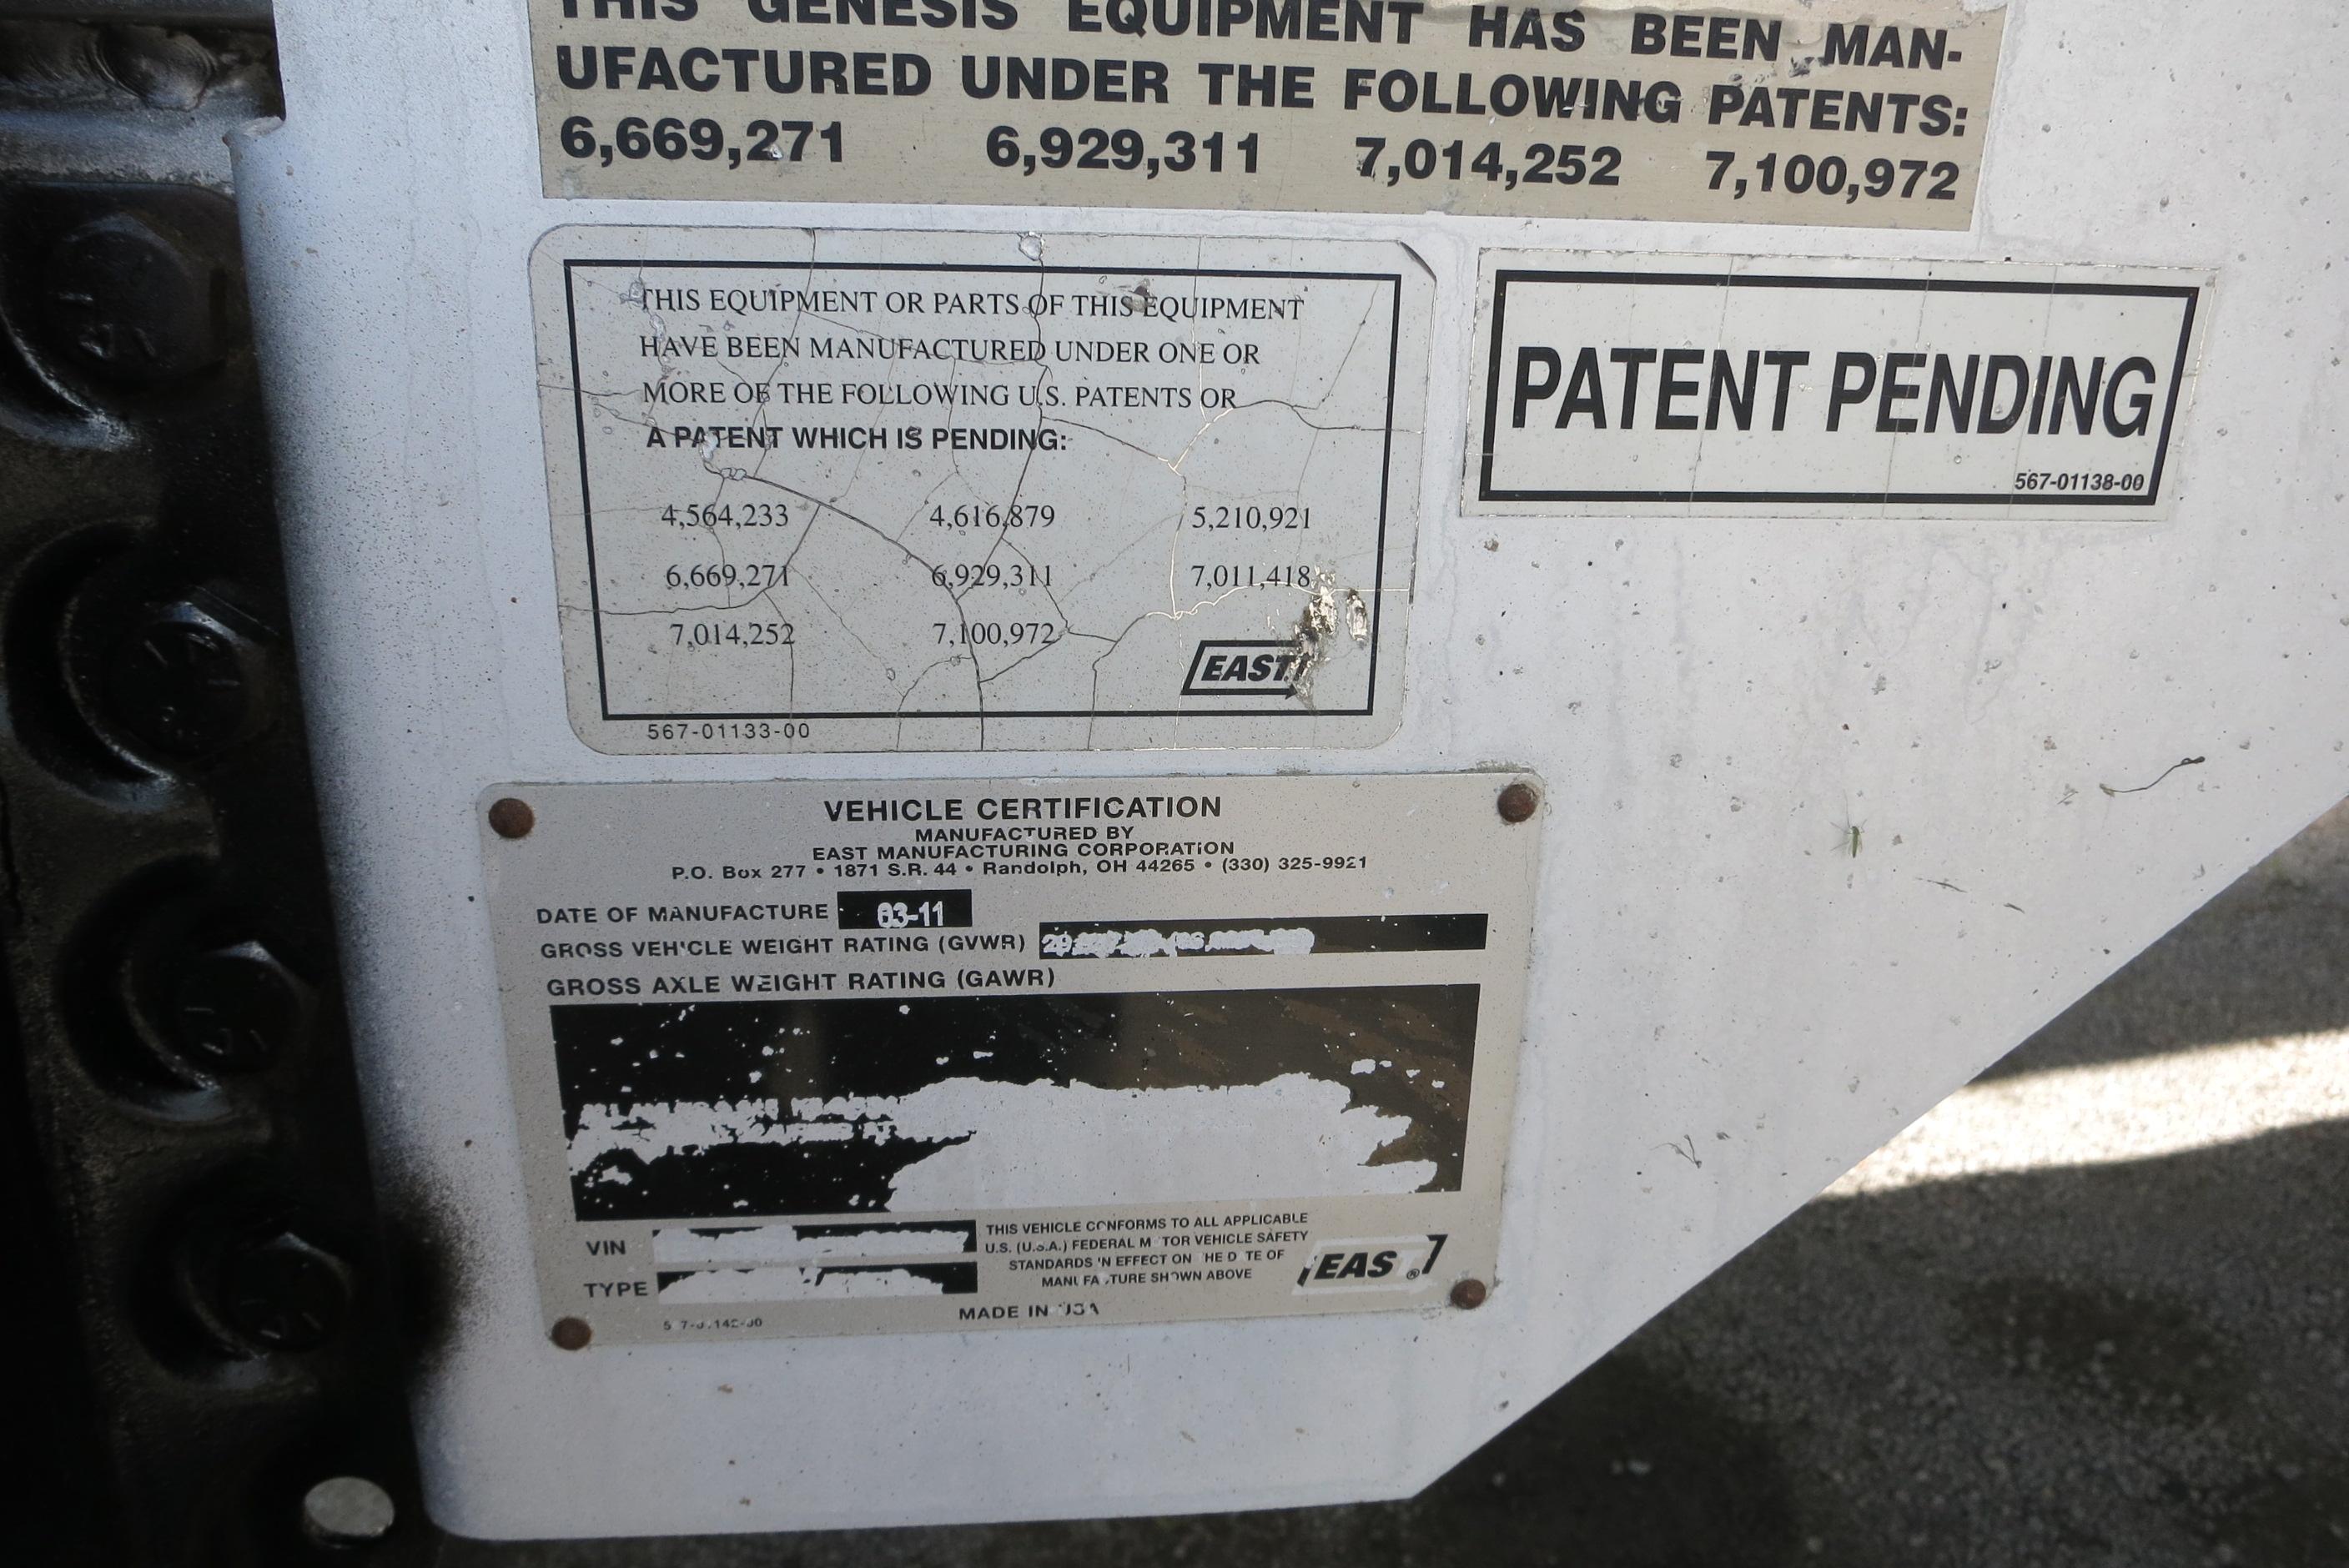 THIS GENESIS EQUIPMENT HAS BEEN MAN-
UFACTURED UNDER THE FOLLOWING PATENTS:
6,669,271 6,929,311 7,014,252 7,100,972
THIS EQUIPMENT OR PARTS OF THIS EQUIPMENT
HAVE BEEN MANUFACTURED UNDER ONE OR
MORE OF THE FOLLOWING U.S. PATENTS OR
A PATENT WHICH IS PENDING:
4,564,233 4,616,879 5,210,921
6,669,271 6,929,311 7,011,418
7,014,252 7,100,972
EAST
567-01133-00
PATENT PENDING
567-01138-00
VEHICLE CERTIFICATION
MANUFACTURED BY
EAST MANUFACTURING CORPORATION
P.O. Box 277 • 1871 S.R. 44 • Randolph, OH 44265 • (330) 325-9921
DATE OF MANUFACTURE 03-11
GROSS VEHICLE WEIGHT RATING (GVWR)
GROSS AXLE WEIGHT RATING (GAWR)
VIN
TYPE
THIS VEHICLE CONFORMS TO ALL APPLICABLE
U.S. (U.S.A.) FEDERAL MOTOR VEHICLE SAFETY
STANDARDS IN EFFECT ON THE DATE OF
MANUFACTURE SHOWN ABOVE
EAST ®
MADE IN USA